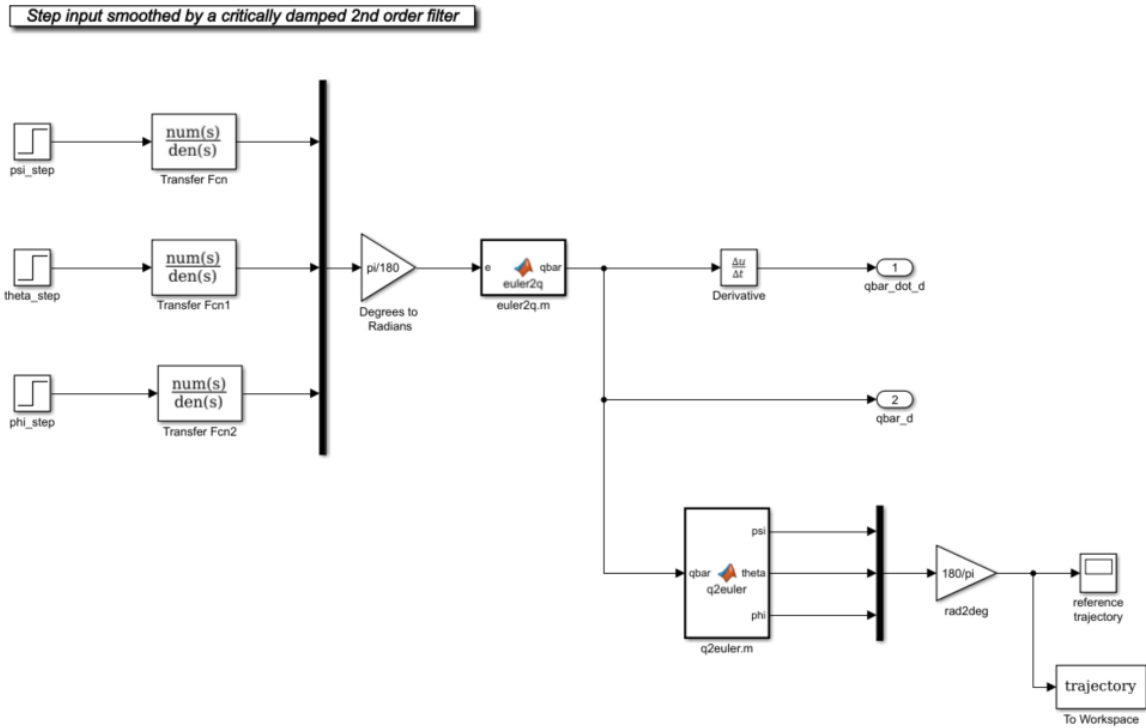 Step input smoothed by a critically damped 2nd order filter
num(s)
den(s)
psi_step
Transfer Fcn
num(s)
den(s)
theta_step
Transfer Fcn1
num(s)
den(s)
phi_step
Transfer Fcn2
pi/180
Degrees to
Radians
e
qbar
euler2q
euler2q.m
Δu
Δt
Derivative
1
qbar_dot_d
2
qbar_d
psi
qbar
theta
q2euler
phi
q2euler.m
180/pi
rad2deg
reference
trajectory
trajectory
To Workspace